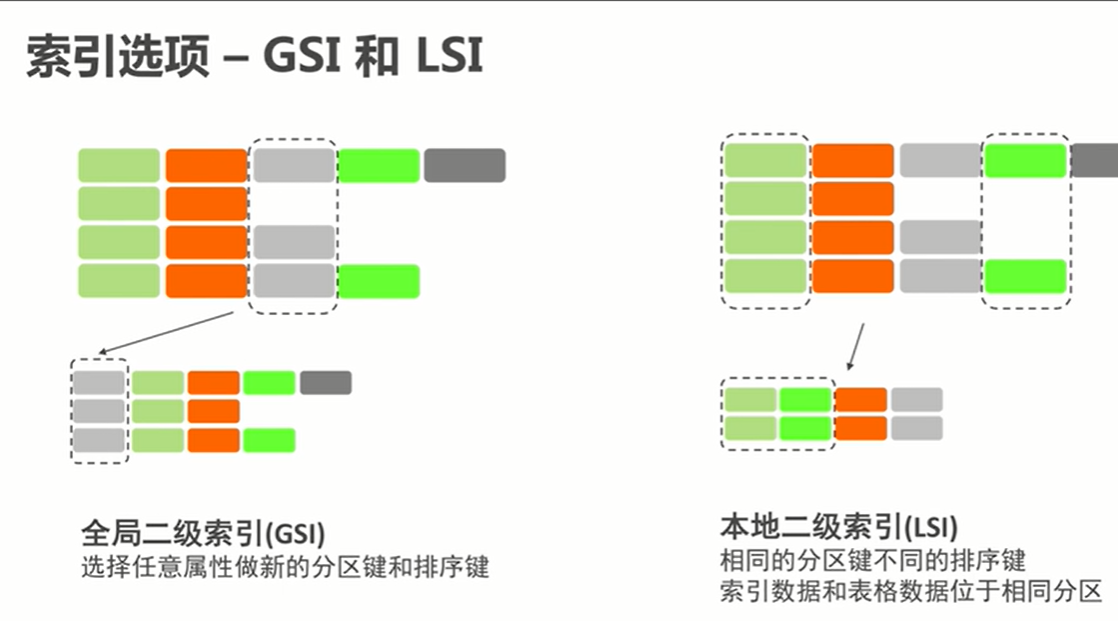 索引选项 – GSI 和 LSI
全局二级索引(GSI)
选择任意属性做新的分区键和排序键
本地二级索引(LSI)
相同的分区键不同的排序键
索引数据和表格数据位于相同分区